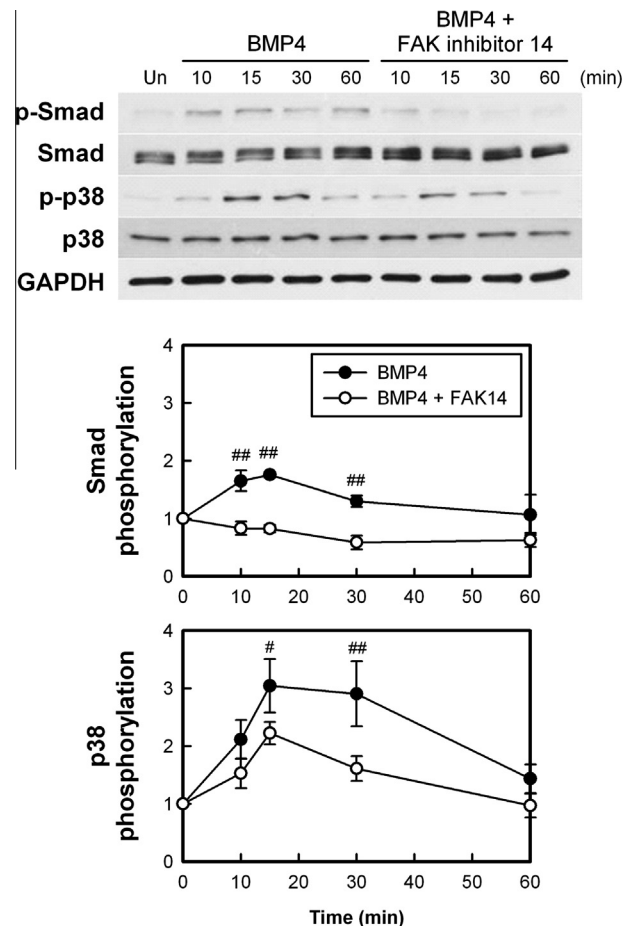 BMP4
BMP4 +
FAK inhibitor 14
Un 10 15 30 60 10 15 30 60 (min)
p-Smad
Smad
p-p38
p38
GAPDH
4
3
2
1
0
Smad
phosphorylation
BMP4
BMP4 + FAK14
## ## ##
0 10 20 30 40 50 60
4
3
2
1
0
p38
phosphorylation
# ##
0 10 20 30 40 50 60
Time (min)